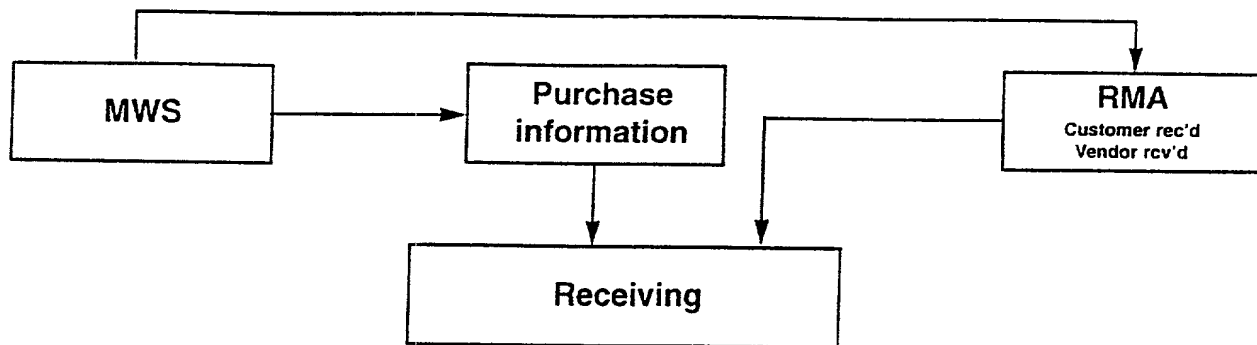 MWS
Purchase
information
RMA
Customer rec'd
Vendor rcv'd
Receiving